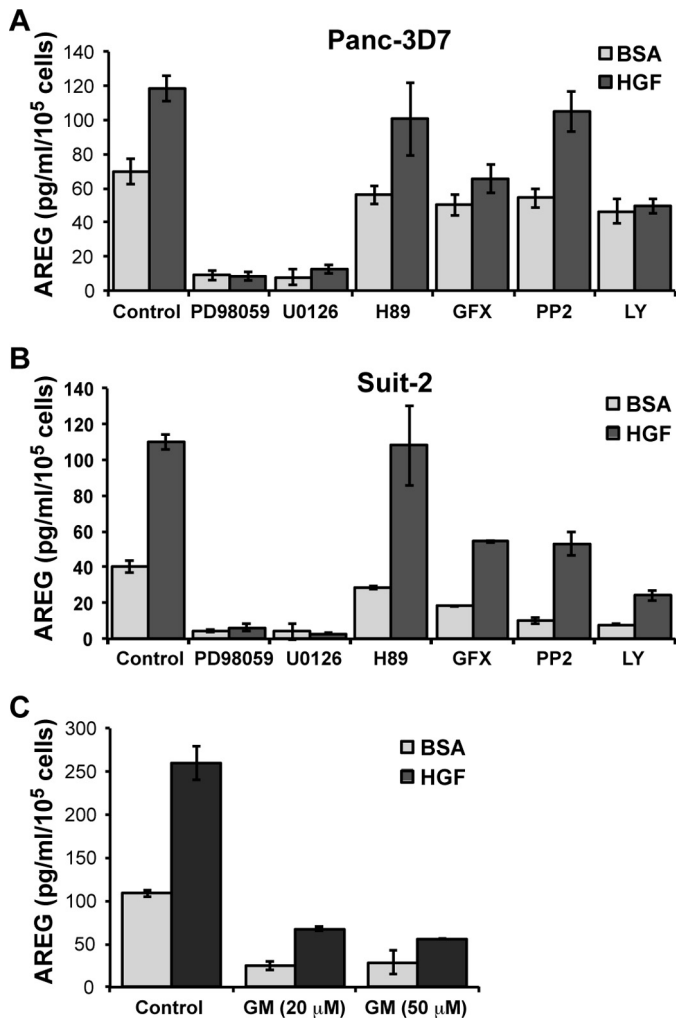 A
Panc-3D7
AREG (pg/ml/10⁵ cells)
140
120
100
80
60
40
20
0
BSA
HGF
Control PD98059 U0126 H89 GFX PP2 LY
B
Suit-2
AREG (pg/ml/10⁵ cells)
140
120
100
80
60
40
20
0
BSA
HGF
Control PD98059 U0126 H89 GFX PP2 LY
C
AREG (pg/ml/10⁵ cells)
300
250
200
150
100
50
0
BSA
HGF
Control GM (20 μM) GM (50 μM)